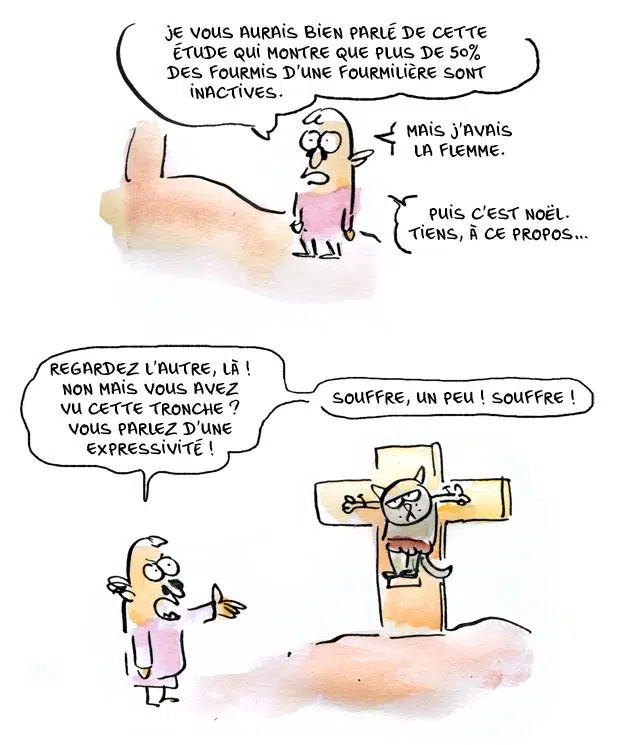 JE VOUS AURAIS BIEN PARLÉ DE CETTE
ÉTUDE QUI MONTRE QUE PLUS DE 50%
DES FOURMIS D'UNE FOURMILIÈRE SONT
INACTIVES.
MAIS J'AVAIS
LA FLEMME.
PUIS C'EST NOËL.
TIENS, À CE PROPOS...
REGARDEZ L'AUTRE, LÀ !
NON MAIS VOUS AVEZ
VU CETTE TRONCHE ?
VOUS PARLEZ D'UNE
EXPRESSIVITÉ !
SOUFFRE, UN PEU ! SOUFFRE !